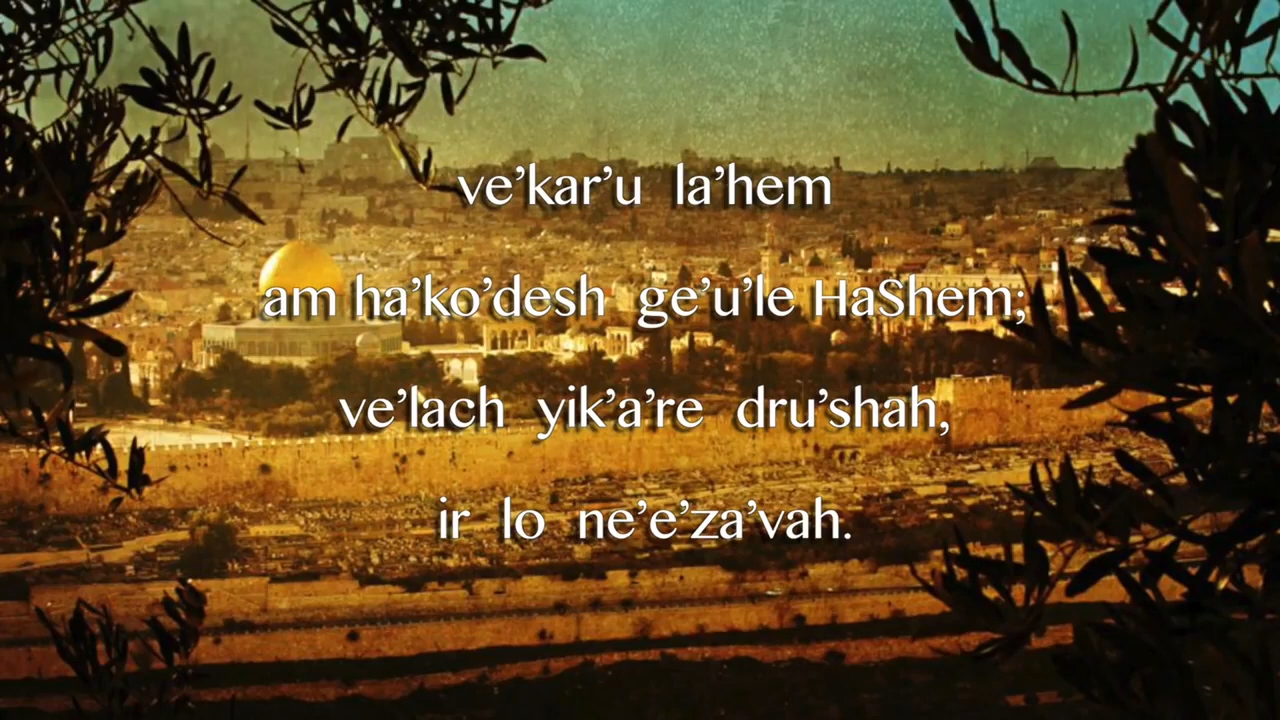 ve’kar’u la’hem
am ha’ko’desh ge’u’le HaShem;
ve’lach yik’a’re dru’shah,
ir lo ne’e’za’vah.